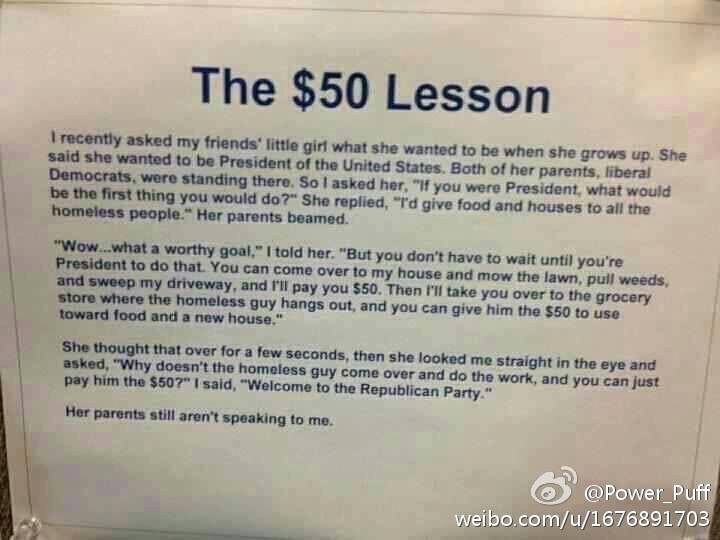 The $50 Lesson
I recently asked my friends' little girl what she wanted to be when she grows up. She
said she wanted to be President of the United States. Both of her parents, liberal
Democrats, were standing there. So I asked her, "If you were President, what would
be the first thing you would do?" She replied, "I'd give food and houses to all the
homeless people." Her parents beamed.
"Wow...what a worthy goal," I told her. "But you don't have to wait until you're
President to do that. You can come over to my house and mow the lawn, pull weeds,
and sweep my driveway, and I'll pay you $50. Then I'll take you over to the grocery
store where the homeless guy hangs out, and you can give him the $50 to use
toward food and a new house."
She thought that over for a few seconds, then she looked me straight in the eye and
asked, "Why doesn't the homeless guy come over and do the work, and you can just
pay him the $50?" I said, "Welcome to the Republican Party."
Her parents still aren't speaking to me.
@Power_Puff
weibo.com/u/1676891703